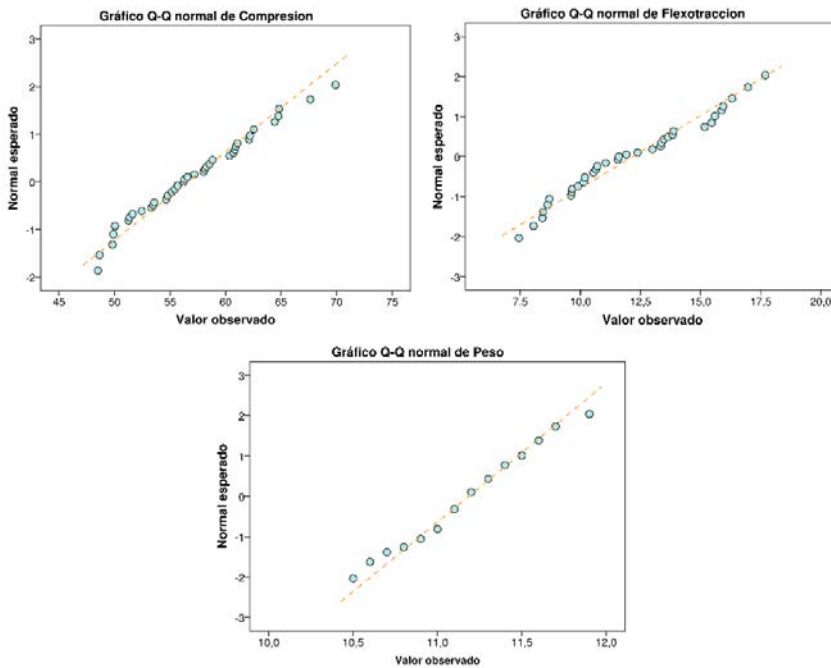 Gráfico Q-Q normal de Compresion
3
2
1
0
-1
-2
Normal esperado
45 50 55 60 65 70 75
Valor observado
Gráfico Q-Q normal de Flexotraccion
3
2
1
0
-1
-2
-3
Normal esperado
7.5 10,0 12,5 15,0 17,5 20,0
Valor observado
Gráfico Q-Q normal de Peso
3
2
1
0
-1
-2
-3
Normal esperado
10,0 10,5 11,0 11,5 12,0
Valor observado